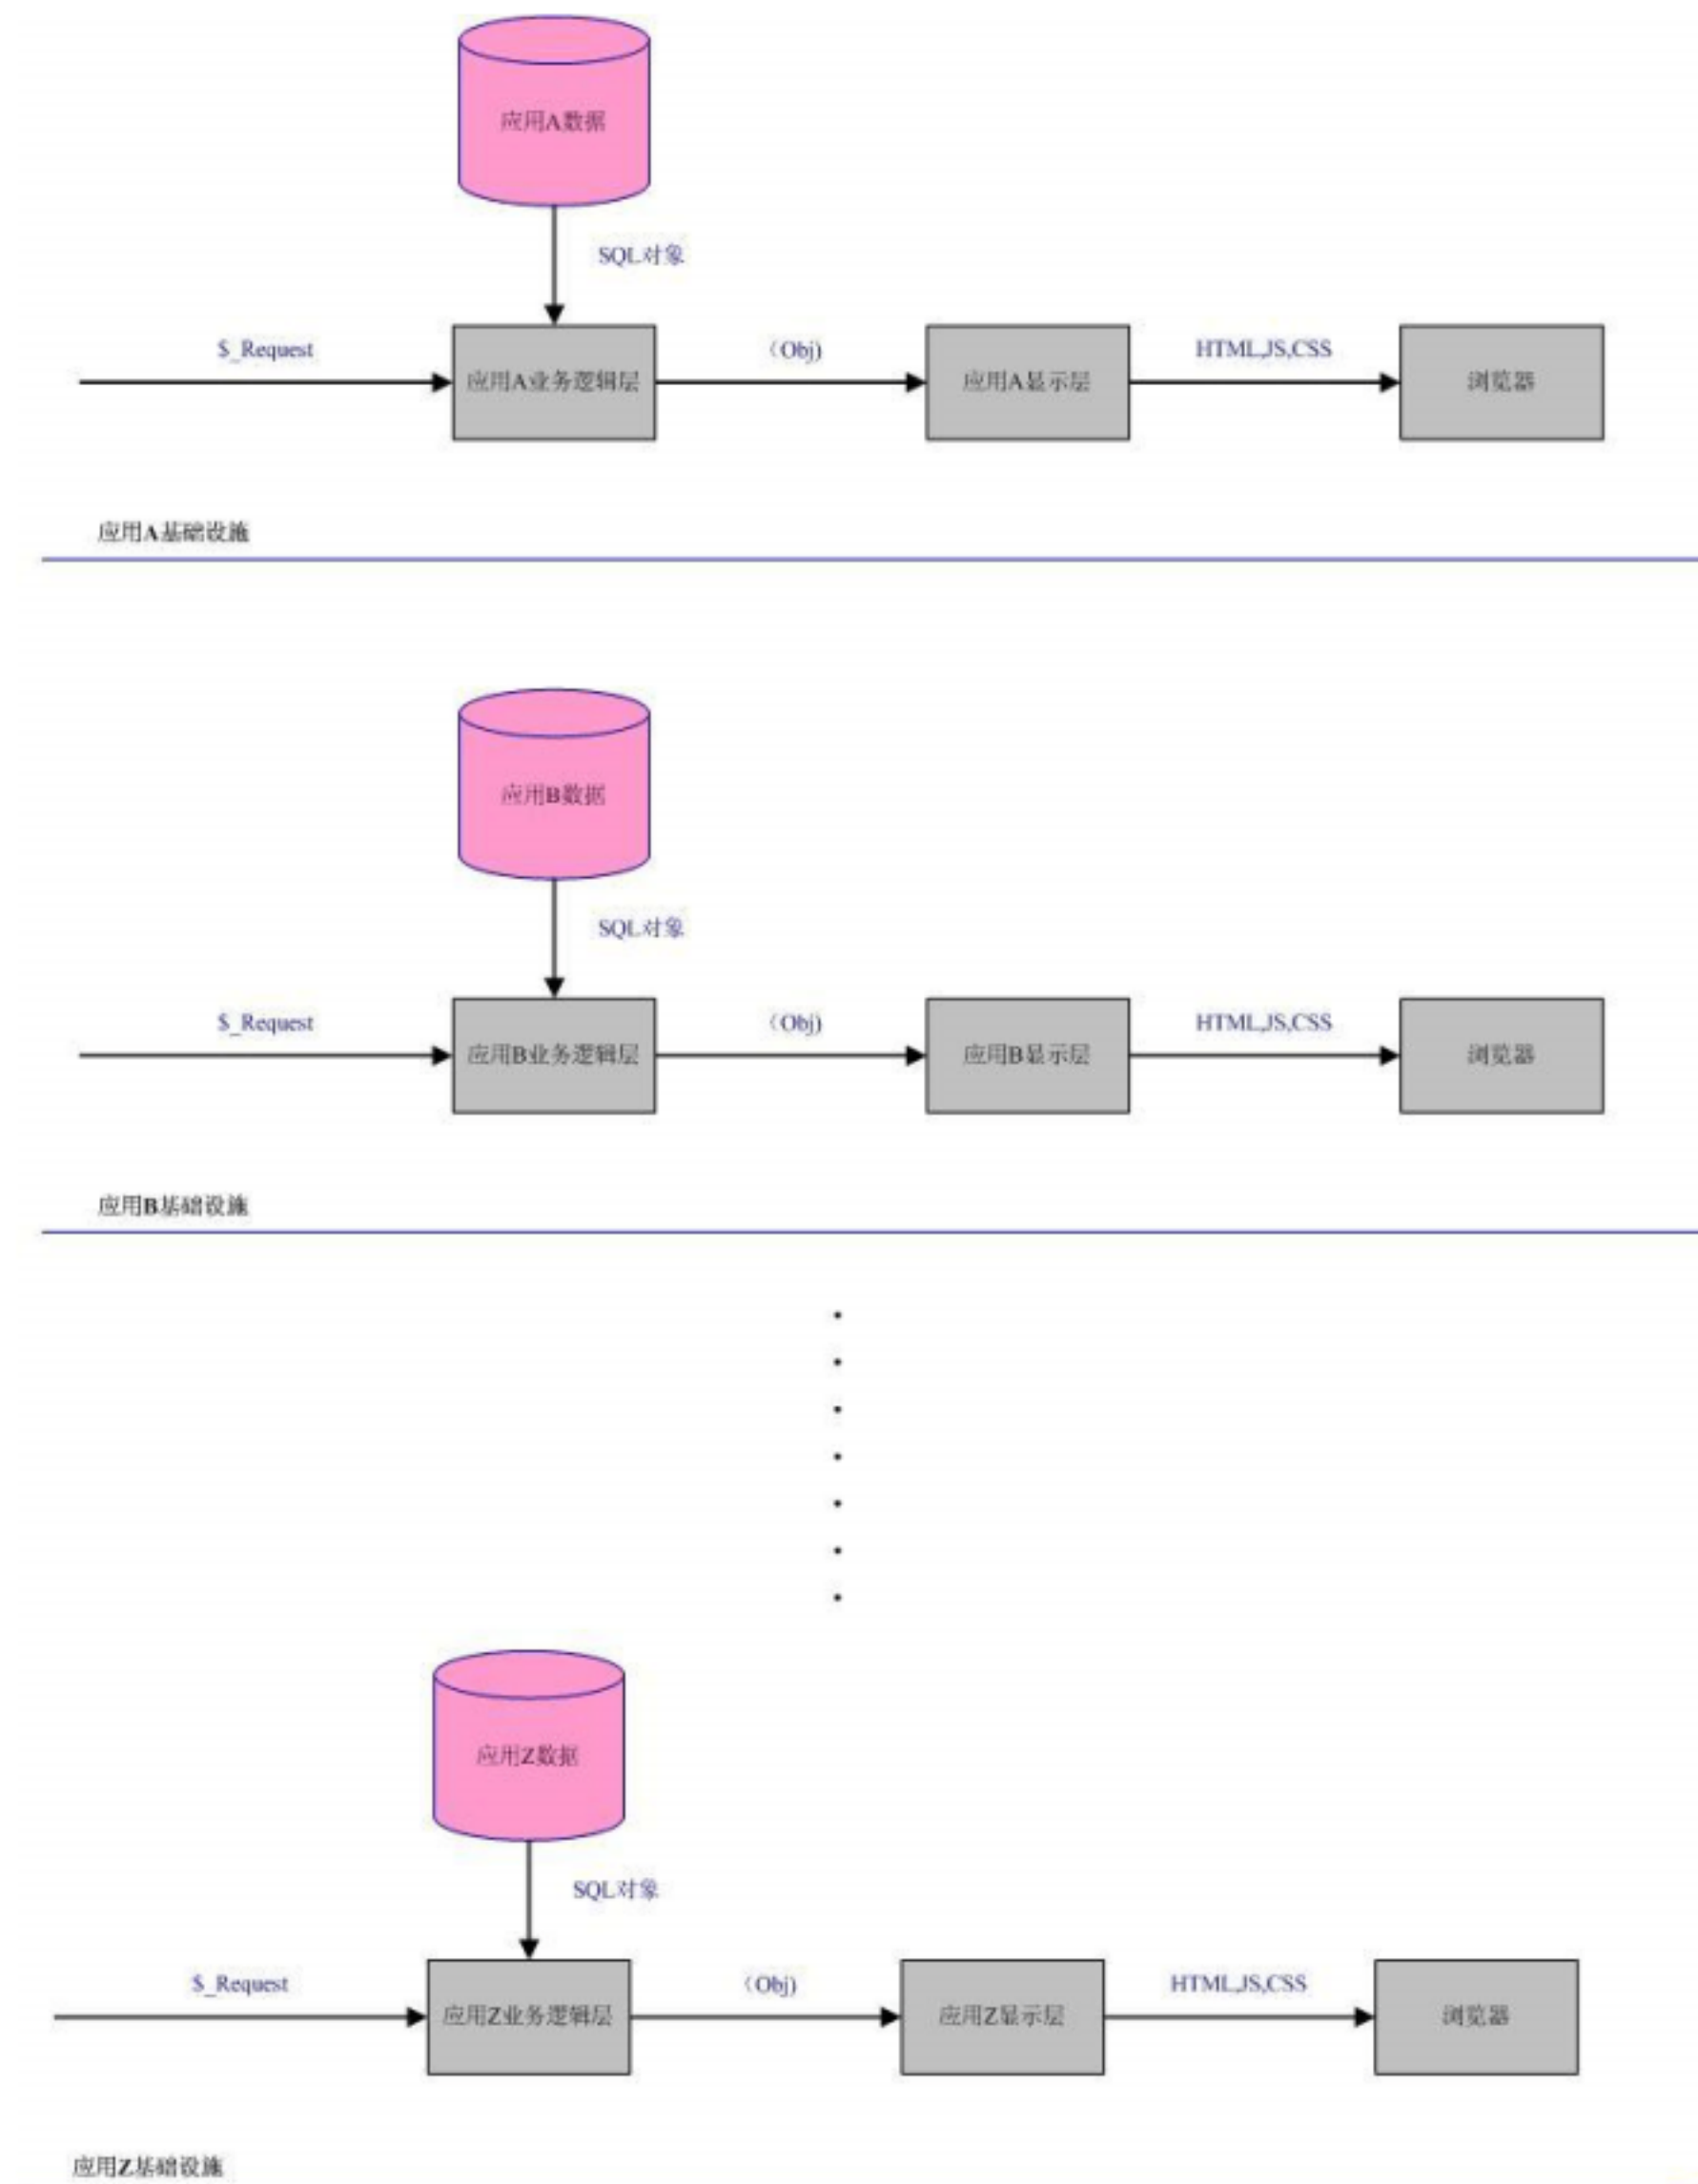 应用A数据
SQL对象
$_Request
(Obj)
HTML,JS,CSS
应用A业务逻辑层
应用A显示层
浏览器
应用A基础设施
应用B数据
SQL对象
$_Request
(Obj)
HTML,JS,CSS
应用B业务逻辑层
应用B显示层
浏览器
应用B基础设施
应用Z数据
SQL对象
$_Request
(Obj)
HTML,JS,CSS
应用Z业务逻辑层
应用Z显示层
浏览器
应用Z基础设施